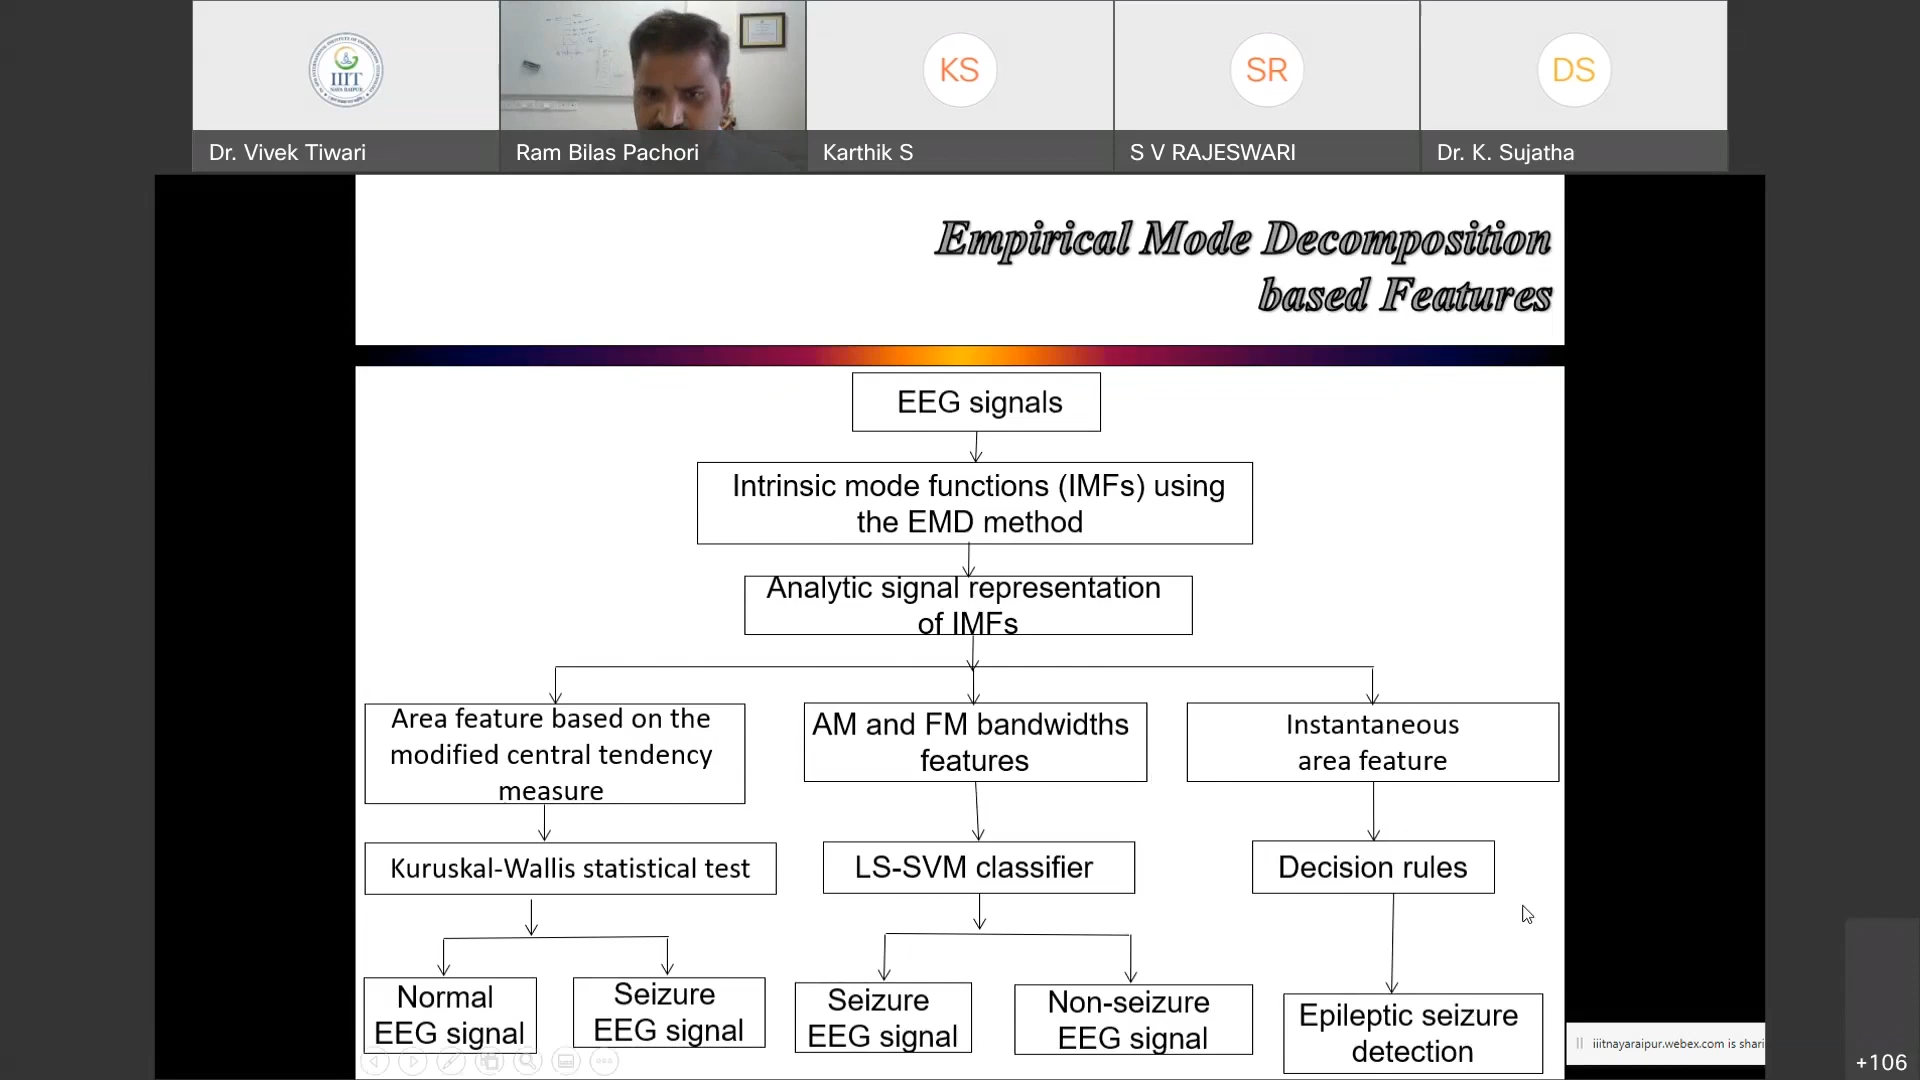 IIIT
NAYA RAIPUR
KS
SR
DS
Dr. Vivek Tiwari
Ram Bilas Pachori
Karthik S
S V RAJESWARI
Dr. K. Sujatha
Empirical Mode Decomposition
based Features
EEG signals
Intrinsic mode functions (IMFs) using
the EMD method
Analytic signal representation
of IMFs
Area feature based on the
modified central tendency
measure
AM and FM bandwidths
features
Instantaneous
area feature
Kuruskal-Wallis statistical test
LS-SVM classifier
Decision rules
Normal
EEG signal
Seizure
EEG signal
Seizure
EEG signal
Non-seizure
EEG signal
Epileptic seizure
detection
iiitnayaraipur.webex.com is shari
+106